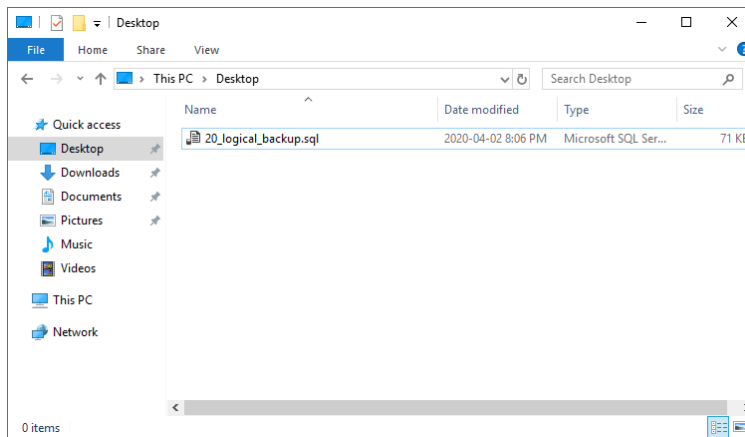 Desktop
File Home Share View
This PC > Desktop
Search Desktop
Name Date modified Type Size
Quick access
20_logical_backup.sql 2020-04-02 8:06 PM Microsoft SQL Ser... 71 KB
Desktop
Downloads
Documents
Pictures
Music
Videos
This PC
Network
0 items